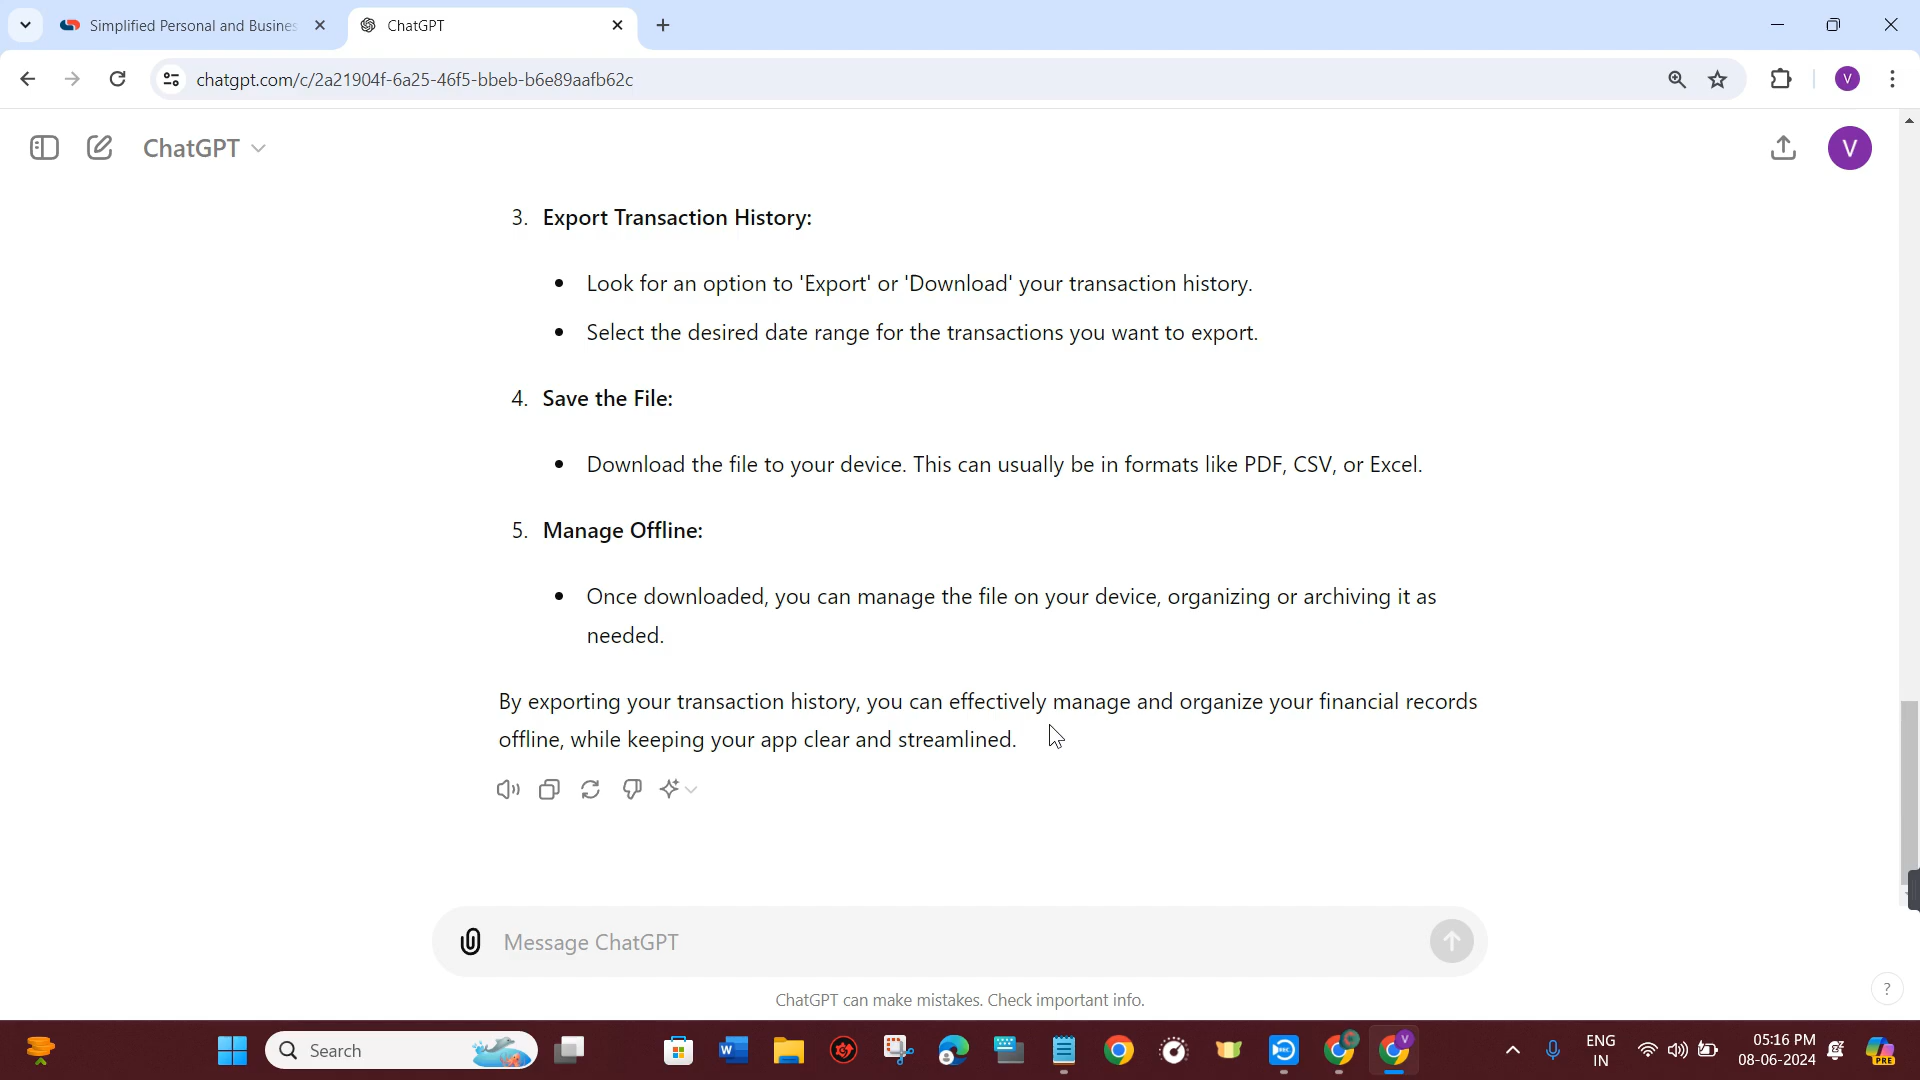 Simplified Personal and Busines
ChatGPT
chatgpt.com/c/2a21904f-6a25-46f5-bbeb-b6e89aafb62c
V
ChatGPT
V
3. Export Transaction History:
• Look for an option to 'Export' or 'Download' your transaction history.
• Select the desired date range for the transactions you want to export.
4. Save the File:
• Download the file to your device. This can usually be in formats like PDF, CSV, or Excel.
5. Manage Offline:
• Once downloaded, you can manage the file on your device, organizing or archiving it as
needed.
By exporting your transaction history, you can effectively manage and organize your financial records
offline, while keeping your app clear and streamlined.
Message ChatGPT
ChatGPT can make mistakes. Check important info.
?
Search
W
REC
V
ENG
IN
05:16 PM
08-06-2024
PRE